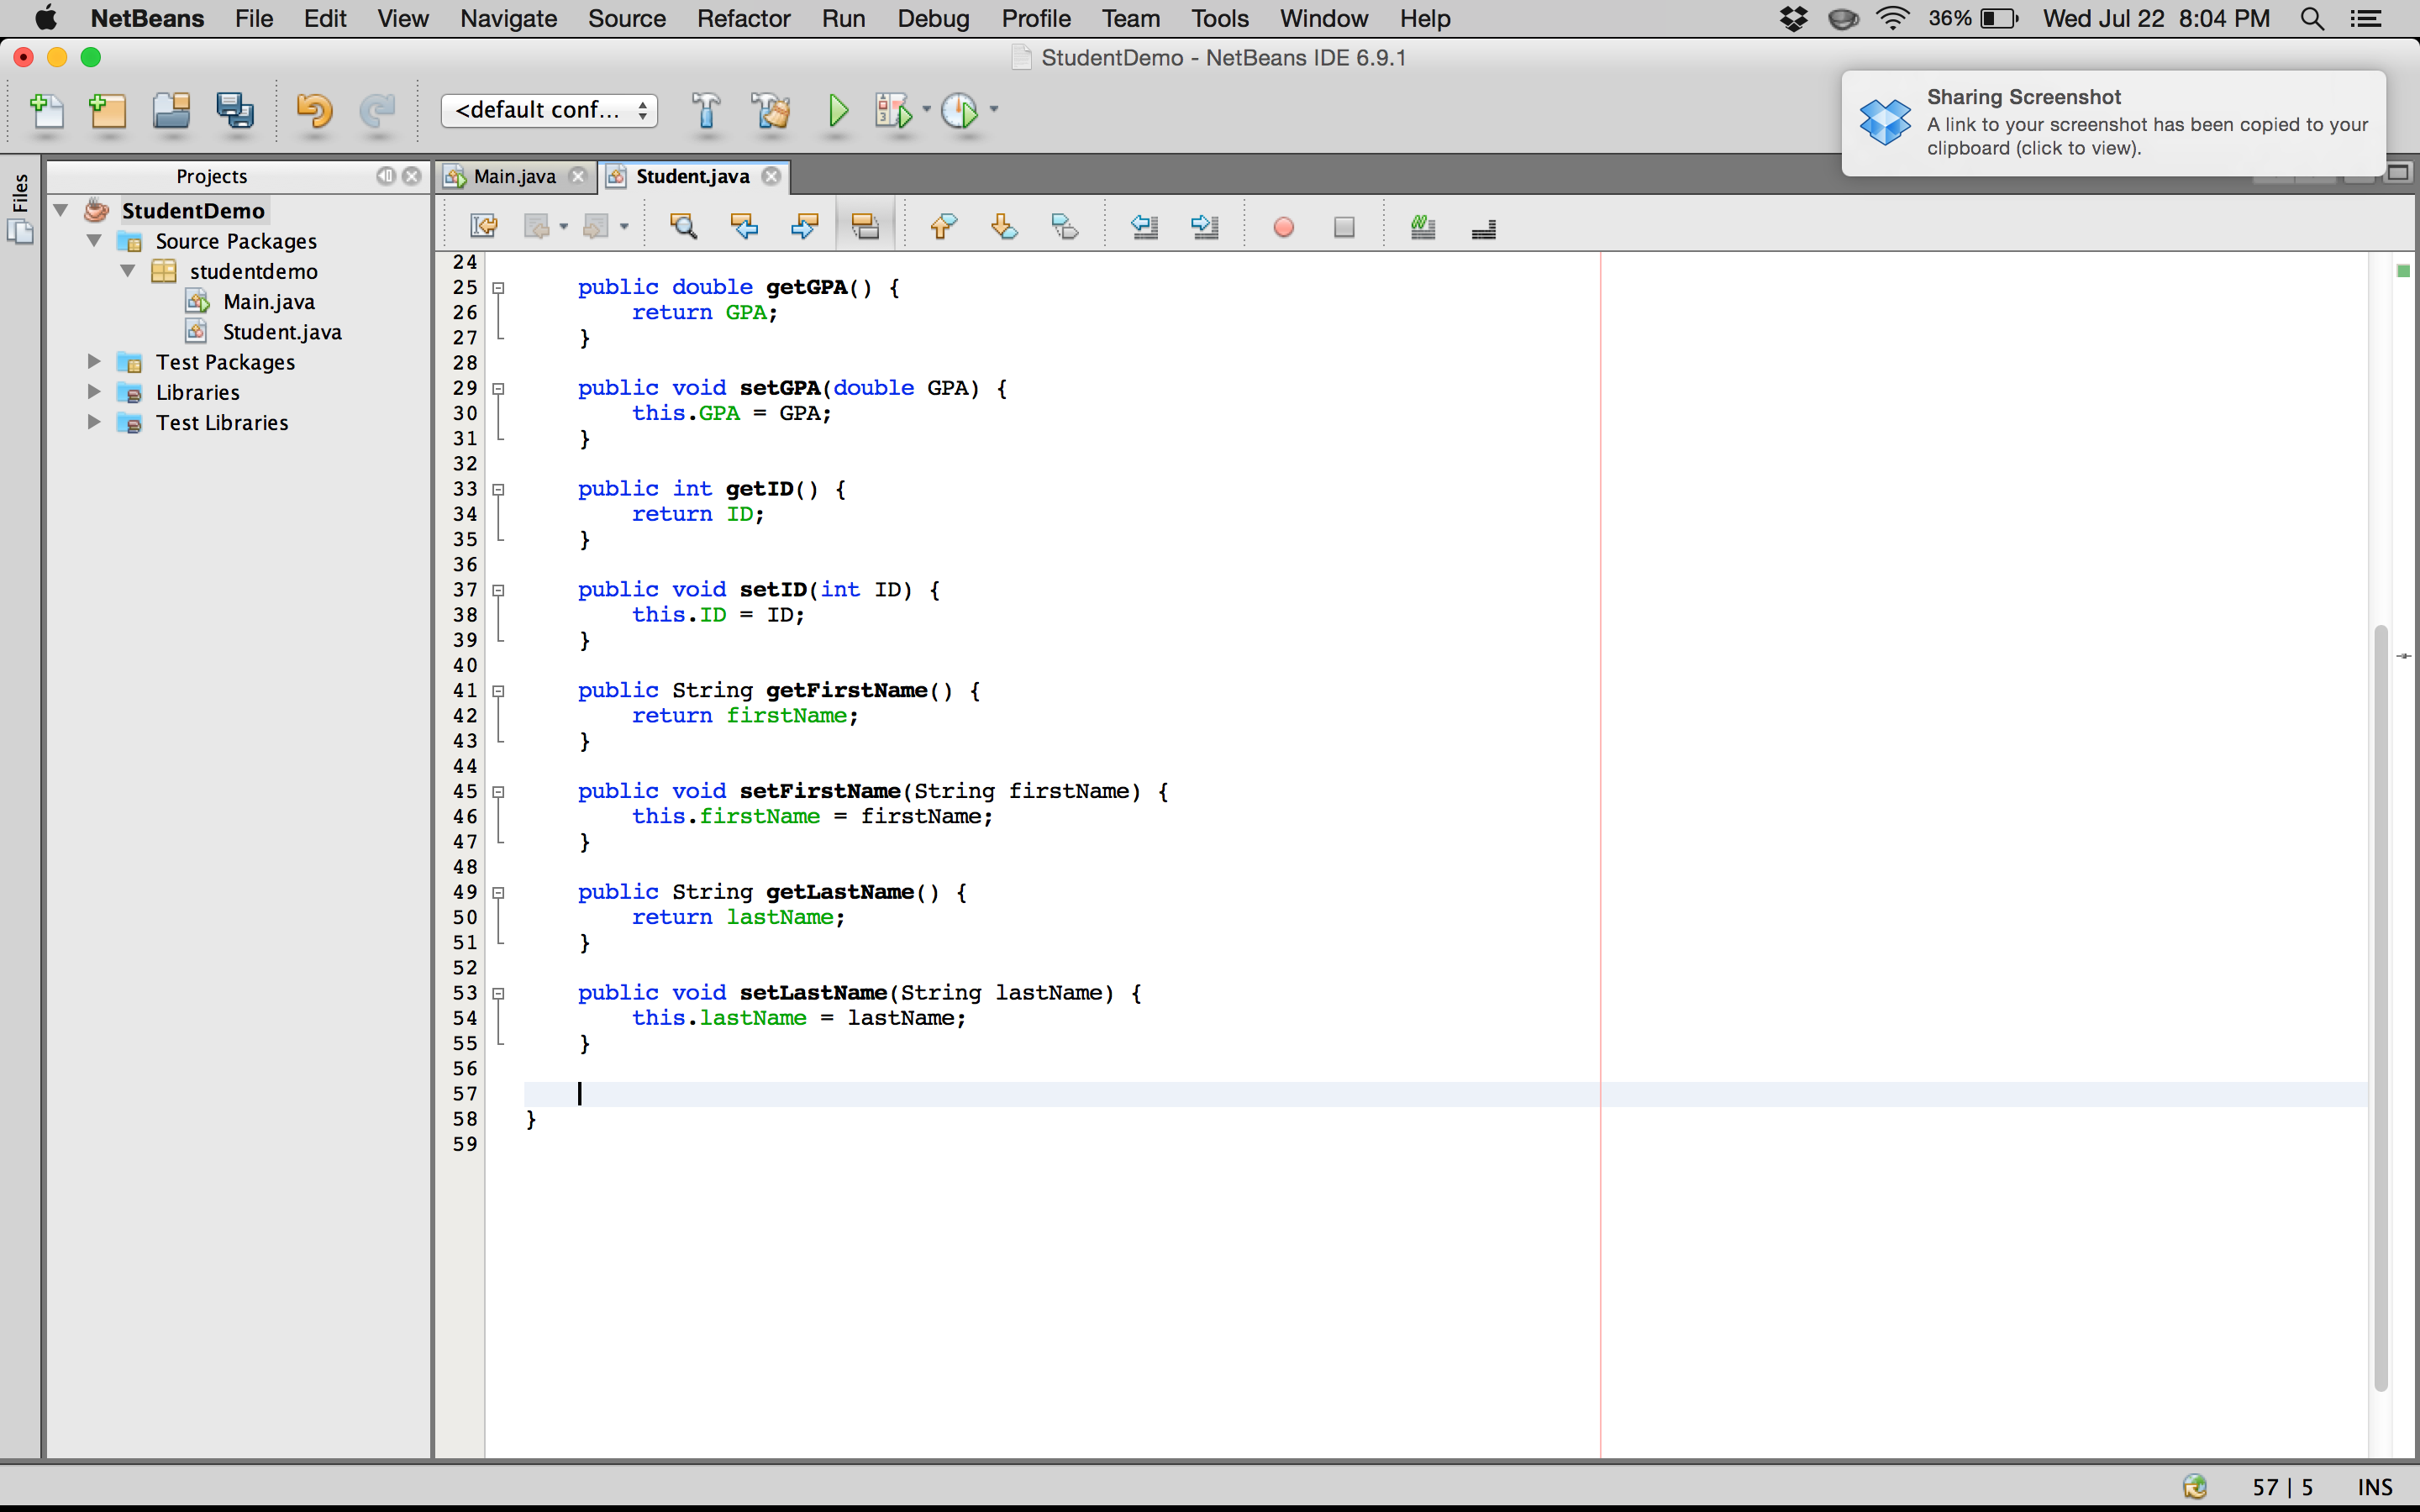 NetBeans File Edit View Navigate Source Refactor Run Debug Profile Team Tools Window Help 36% Wed Jul 22 8:04 PM
StudentDemo - NetBeans IDE 6.9.1
<default conf...
Sharing Screenshot
A link to your screenshot has been copied to your
clipboard (click to view).
Files
Projects
StudentDemo
Source Packages
studentdemo
Main.java
Student.java
Test Packages
Libraries
Test Libraries
Main.java Student.java
24
25 public double getGPA() {
26 return GPA;
27 }
28
29 public void setGPA(double GPA) {
30 this.GPA = GPA;
31 }
32
33 public int getID() {
34 return ID;
35 }
36
37 public void setID(int ID) {
38 this.ID = ID;
39 }
40
41 public String getFirstName() {
42 return firstName;
43 }
44
45 public void setFirstName(String firstName) {
46 this.firstName = firstName;
47 }
48
49 public String getLastName() {
50 return lastName;
51 }
52
53 public void setLastName(String lastName) {
54 this.lastName = lastName;
55 }
56
57
58 }
59
57 | 5 INS